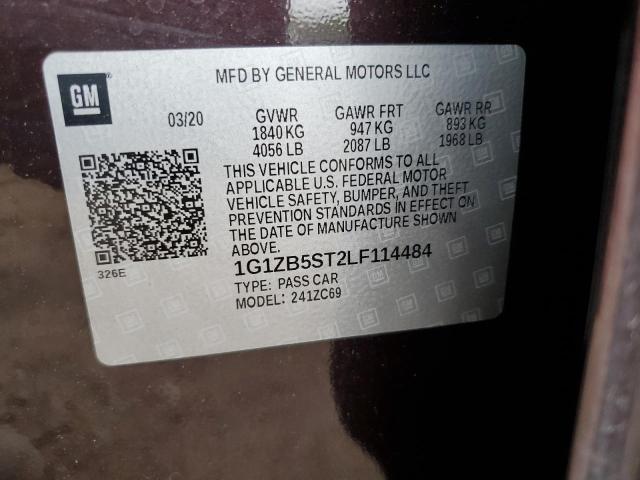 GM
MFD BY GENERAL MOTORS LLC
03/20 GVWR GAWR FRT GAWR RR
1840 KG 947 KG 893 KG
4056 LB 2087 LB 1968 LB
THIS VEHICLE CONFORMS TO ALL
APPLICABLE U.S. FEDERAL MOTOR
VEHICLE SAFETY, BUMPER, AND THEFT
PREVENTION STANDARDS IN EFFECT ON
THE DATE OF MANUFACTURE SHOWN
ABOVE.
326E
1G1ZB5ST2LF114484
TYPE: PASS CAR
MODEL: 241ZC69